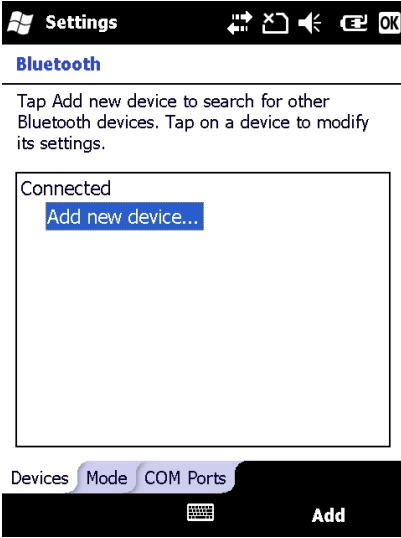 Settings
OK
Bluetooth
Tap Add new device to search for other
Bluetooth devices. Tap on a device to modify
its settings.
Connected
Add new device...
Devices Mode COM Ports
Add